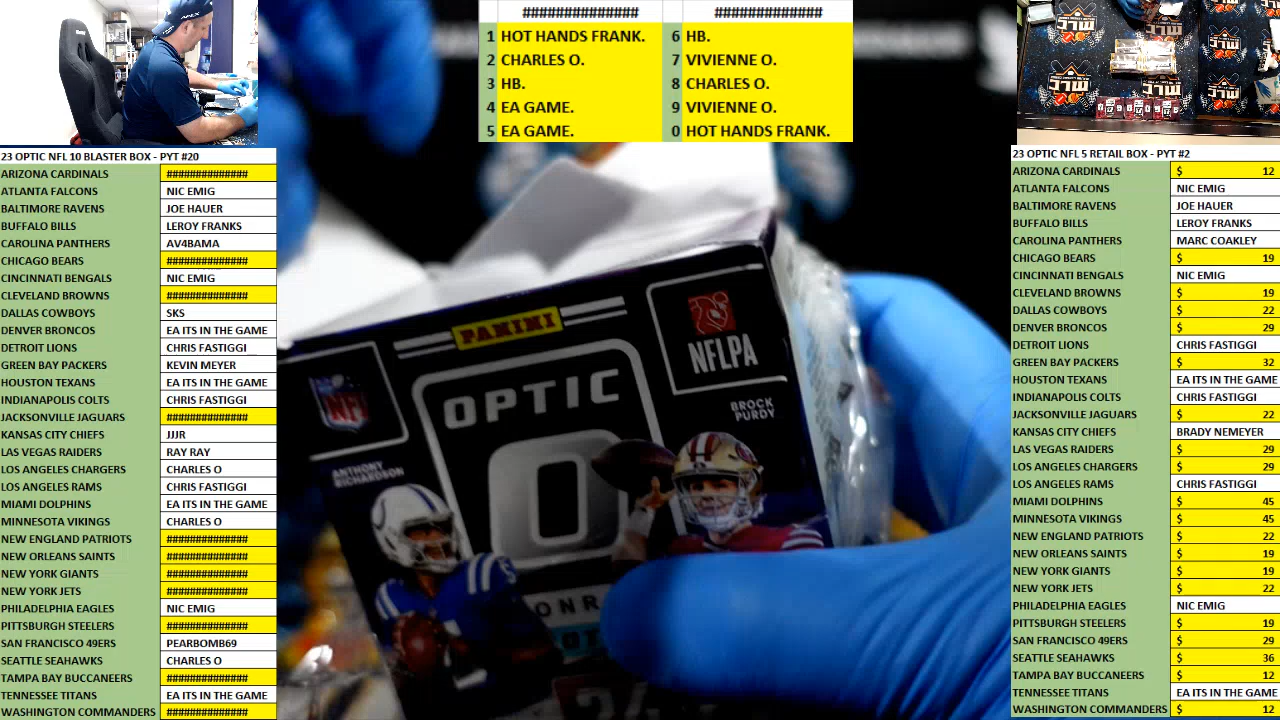 ##############
#############
1 HOT HANDS FRANK.
6 HB.
2 CHARLES O.
7 VIVIENNE O.
3 HB.
8 CHARLES O.
4 EA GAME.
9 VIVIENNE O.
5 EA GAME.
0 HOT HANDS FRANK.
23 OPTIC NFL 10 BLASTER BOX - PYT #20
ARIZONA CARDINALS ##############
ATLANTA FALCONS NIC EMIG
BALTIMORE RAVENS JOE HAUER
BUFFALO BILLS LEROY FRANKS
CAROLINA PANTHERS AV4BAMA
CHICAGO BEARS ##############
CINCINNATI BENGALS NIC EMIG
CLEVELAND BROWNS ##############
DALLAS COWBOYS SKS
DENVER BRONCOS EA ITS IN THE GAME
DETROIT LIONS CHRIS FASTIGGI
GREEN BAY PACKERS KEVIN MEYER
HOUSTON TEXANS EA ITS IN THE GAME
INDIANAPOLIS COLTS CHRIS FASTIGGI
JACKSONVILLE JAGUARS ##############
KANSAS CITY CHIEFS JJJR
LAS VEGAS RAIDERS RAY RAY
LOS ANGELES CHARGERS CHARLES O
LOS ANGELES RAMS CHRIS FASTIGGI
MIAMI DOLPHINS EA ITS IN THE GAME
MINNESOTA VIKINGS CHARLES O
NEW ENGLAND PATRIOTS ##############
NEW ORLEANS SAINTS ##############
NEW YORK GIANTS ##############
NEW YORK JETS ##############
PHILADELPHIA EAGLES NIC EMIG
PITTSBURGH STEELERS ##############
SAN FRANCISCO 49ERS PEARBOMB69
SEATTLE SEAHAWKS CHARLES O
TAMPA BAY BUCCANEERS ##############
TENNESSEE TITANS EA ITS IN THE GAME
WASHINGTON COMMANDERS ##############
PANINI
NFL
NFLPA
OPTIC
BROCK
PURDY
ANTHONY
RICHARDSON
23 OPTIC NFL 5 RETAIL BOX - PYT #2
ARIZONA CARDINALS $ 12
ATLANTA FALCONS NIC EMIG
BALTIMORE RAVENS JOE HAUER
BUFFALO BILLS LEROY FRANKS
CAROLINA PANTHERS MARC COAKLEY
CHICAGO BEARS $ 19
CINCINNATI BENGALS NIC EMIG
CLEVELAND BROWNS $ 19
DALLAS COWBOYS $ 22
DENVER BRONCOS $ 29
DETROIT LIONS CHRIS FASTIGGI
GREEN BAY PACKERS $ 32
HOUSTON TEXANS EA ITS IN THE GAME
INDIANAPOLIS COLTS CHRIS FASTIGGI
JACKSONVILLE JAGUARS $ 22
KANSAS CITY CHIEFS BRADY NEMEYER
LAS VEGAS RAIDERS $ 29
LOS ANGELES CHARGERS $ 29
LOS ANGELES RAMS CHRIS FASTIGGI
MIAMI DOLPHINS $ 45
MINNESOTA VIKINGS $ 45
NEW ENGLAND PATRIOTS $ 22
NEW ORLEANS SAINTS $ 19
NEW YORK GIANTS $ 19
NEW YORK JETS $ 22
PHILADELPHIA EAGLES NIC EMIG
PITTSBURGH STEELERS $ 19
SAN FRANCISCO 49ERS $ 29
SEATTLE SEAHAWKS $ 36
TAMPA BAY BUCCANEERS $ 12
TENNESSEE TITANS EA ITS IN THE GAME
WASHINGTON COMMANDERS $ 12